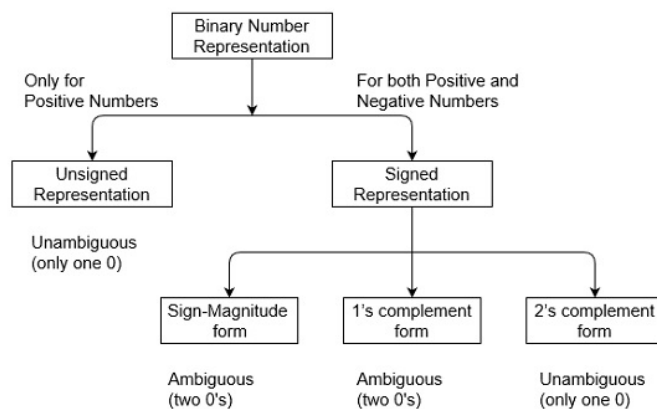 Binary Number
Representation
Only for
Positive Numbers
For both Positive and
Negative Numbers
Unsigned
Representation
Signed
Representation
Unambiguous
(only one 0)
Sign-Magnitude
form
1's complement
form
2's complement
form
Ambiguous
(two 0's)
Ambiguous
(two 0's)
Unambiguous
(only one 0)